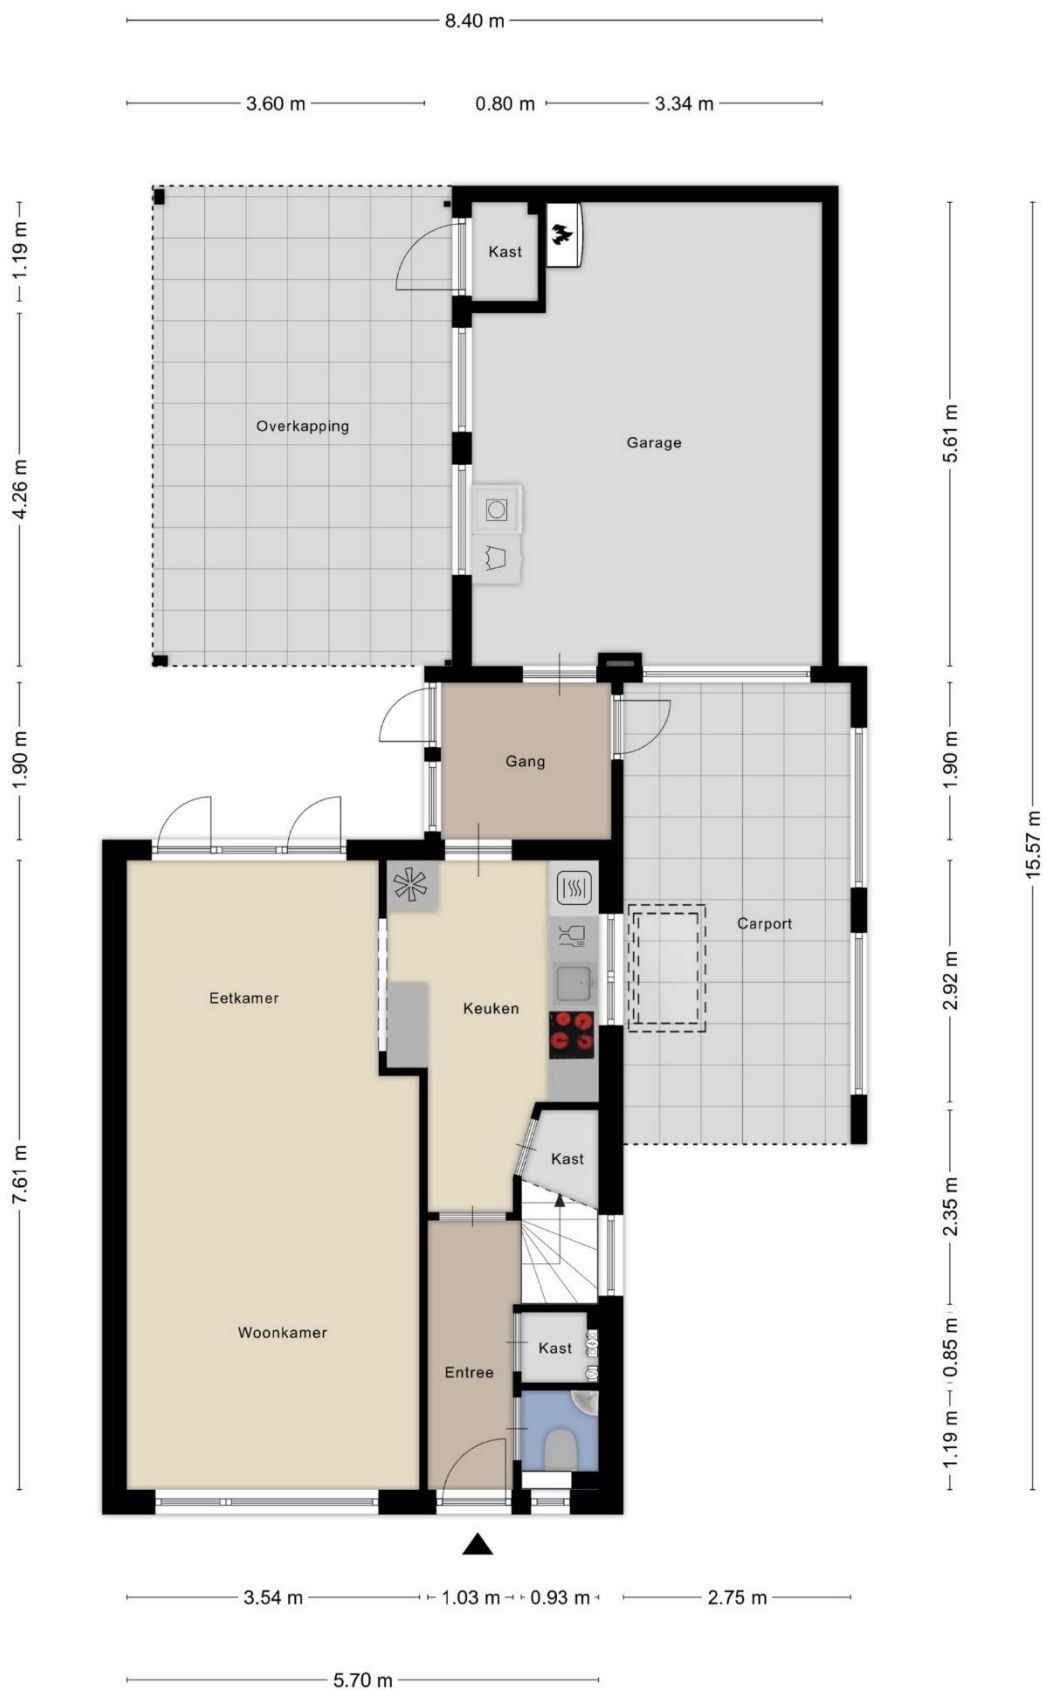 8.40 m
3.60 m
0.80 m
3.34 m
1.19 m
Kast
5.61 m
Overkapping
Garage
4.26 m
1.90 m
Gang
1.90 m
15.57 m
Carport
2.92 m
Eetkamer
Keuken
7.61 m
Kast
2.35 m
Woonkamer
Kast
0.85 m
Entree
1.19 m
3.54 m
1.03 m
0.93 m
2.75 m
5.70 m